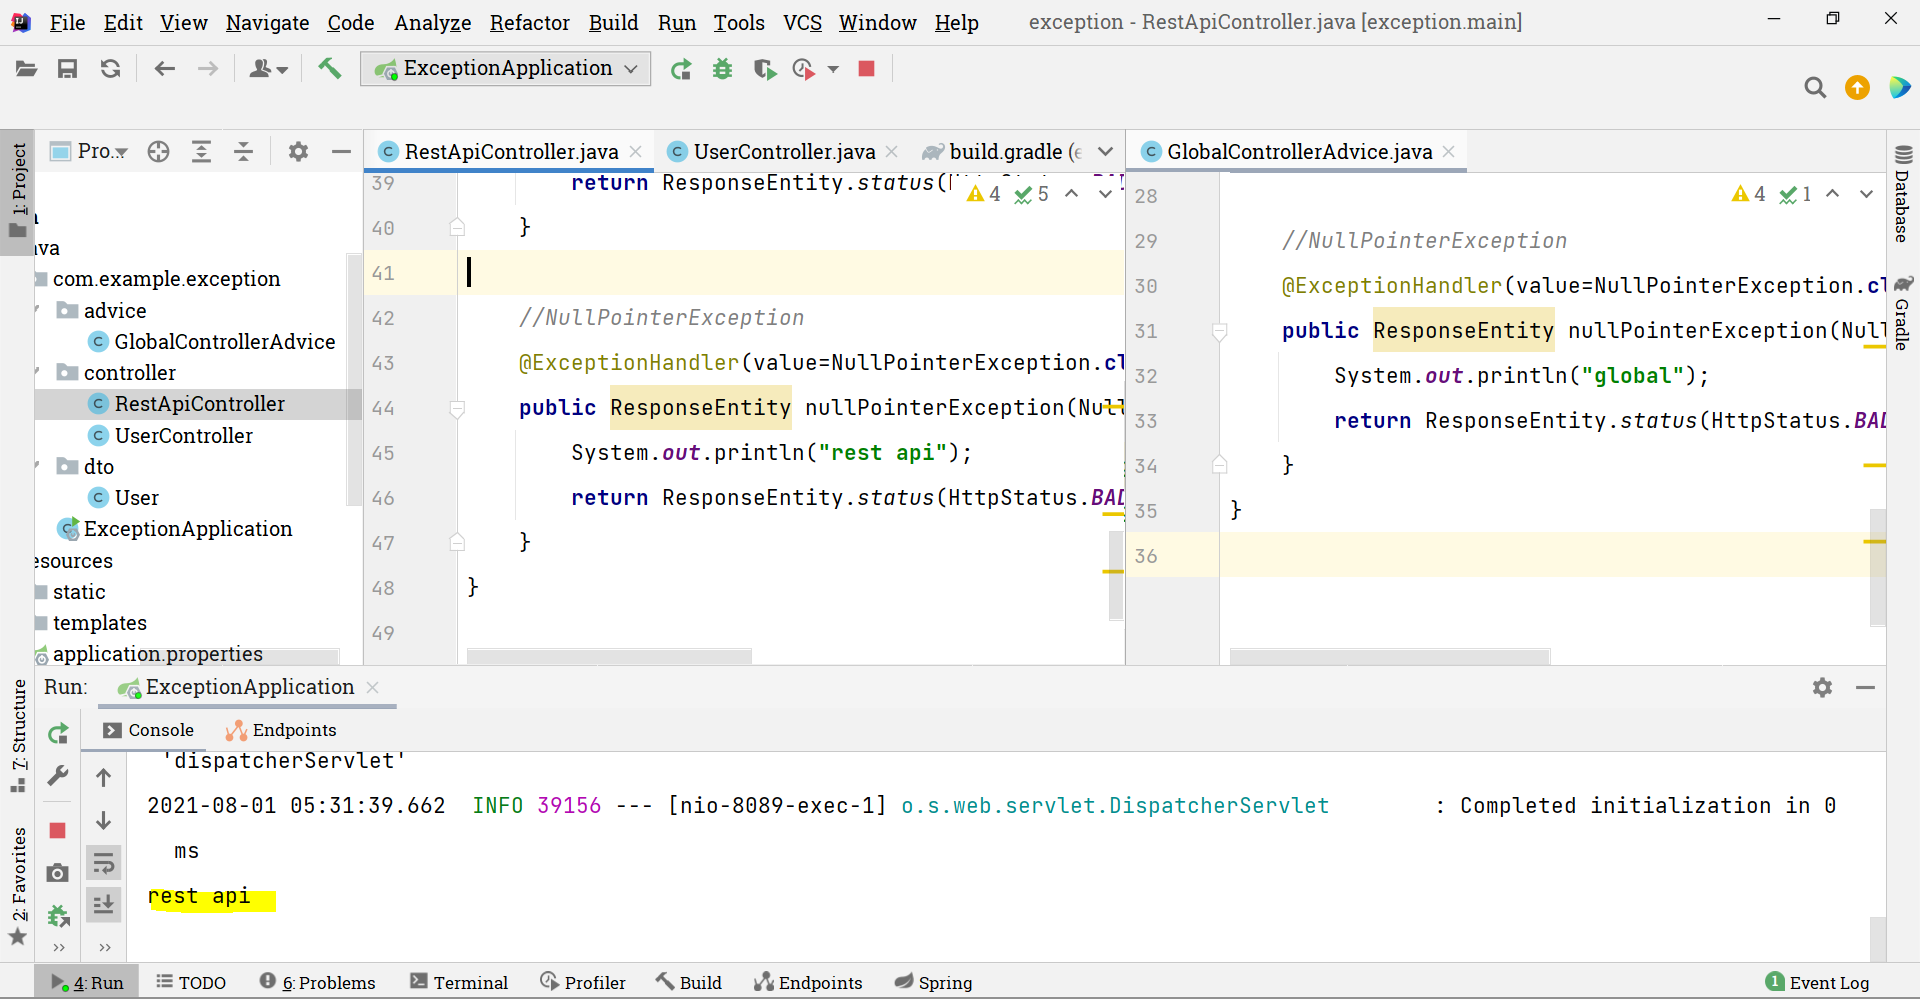 File Edit View Navigate Code Analyze Refactor Build Run Tools VCS Window Help exception - RestApiController.java [exception.main]
ExceptionApplication
1: Project
Pro...
RestApiController.java UserController.java build.gradle (e
GlobalControllerAdvice.java
ava
com.example.exception
advice
GlobalControllerAdvice
controller
RestApiController
UserController
dto
User
ExceptionApplication
esources
static
templates
application.properties
39 return ResponseEntity.status(
4 5
40 }
41
42 //NullPointerException
43 @ExceptionHandler(value=NullPointerException.cl
44 public ResponseEntity nullPointerException(Nul
45 System.out.println("rest api");
46 return ResponseEntity.status(HttpStatus.BAD
47 }
48 }
49
28
4 1
29 //NullPointerException
30 @ExceptionHandler(value=NullPointerException.cl
31 public ResponseEntity nullPointerException(Null
32 System.out.println("global");
33 return ResponseEntity.status(HttpStatus.BAD
34 }
35 }
36
Database
Gradle
Run: ExceptionApplication
Console Endpoints
7: Structure
2: Favorites
'dispatcherServlet'
2021-08-01 05:31:39.662 INFO 39156 --- [nio-8089-exec-1] o.s.web.servlet.DispatcherServlet : Completed initialization in 0
ms
rest api
4: Run TODO 6: Problems Terminal Profiler Build Endpoints Spring 1 Event Log